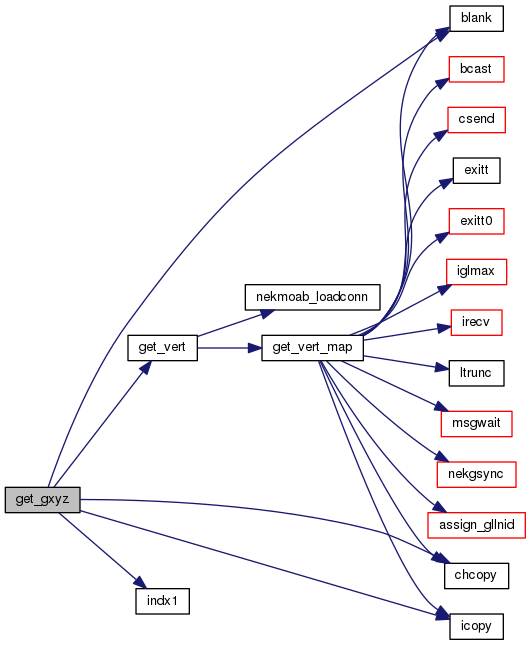 blank
bcast
csend
exitt
exitt0
iglmax
nekmoab_loadconn
irecv
get_vert
get_vert_map
ltrunc
msgwait
nekgsync
get_gxyz
assign_gllnid
chcopy
indx1
icopy